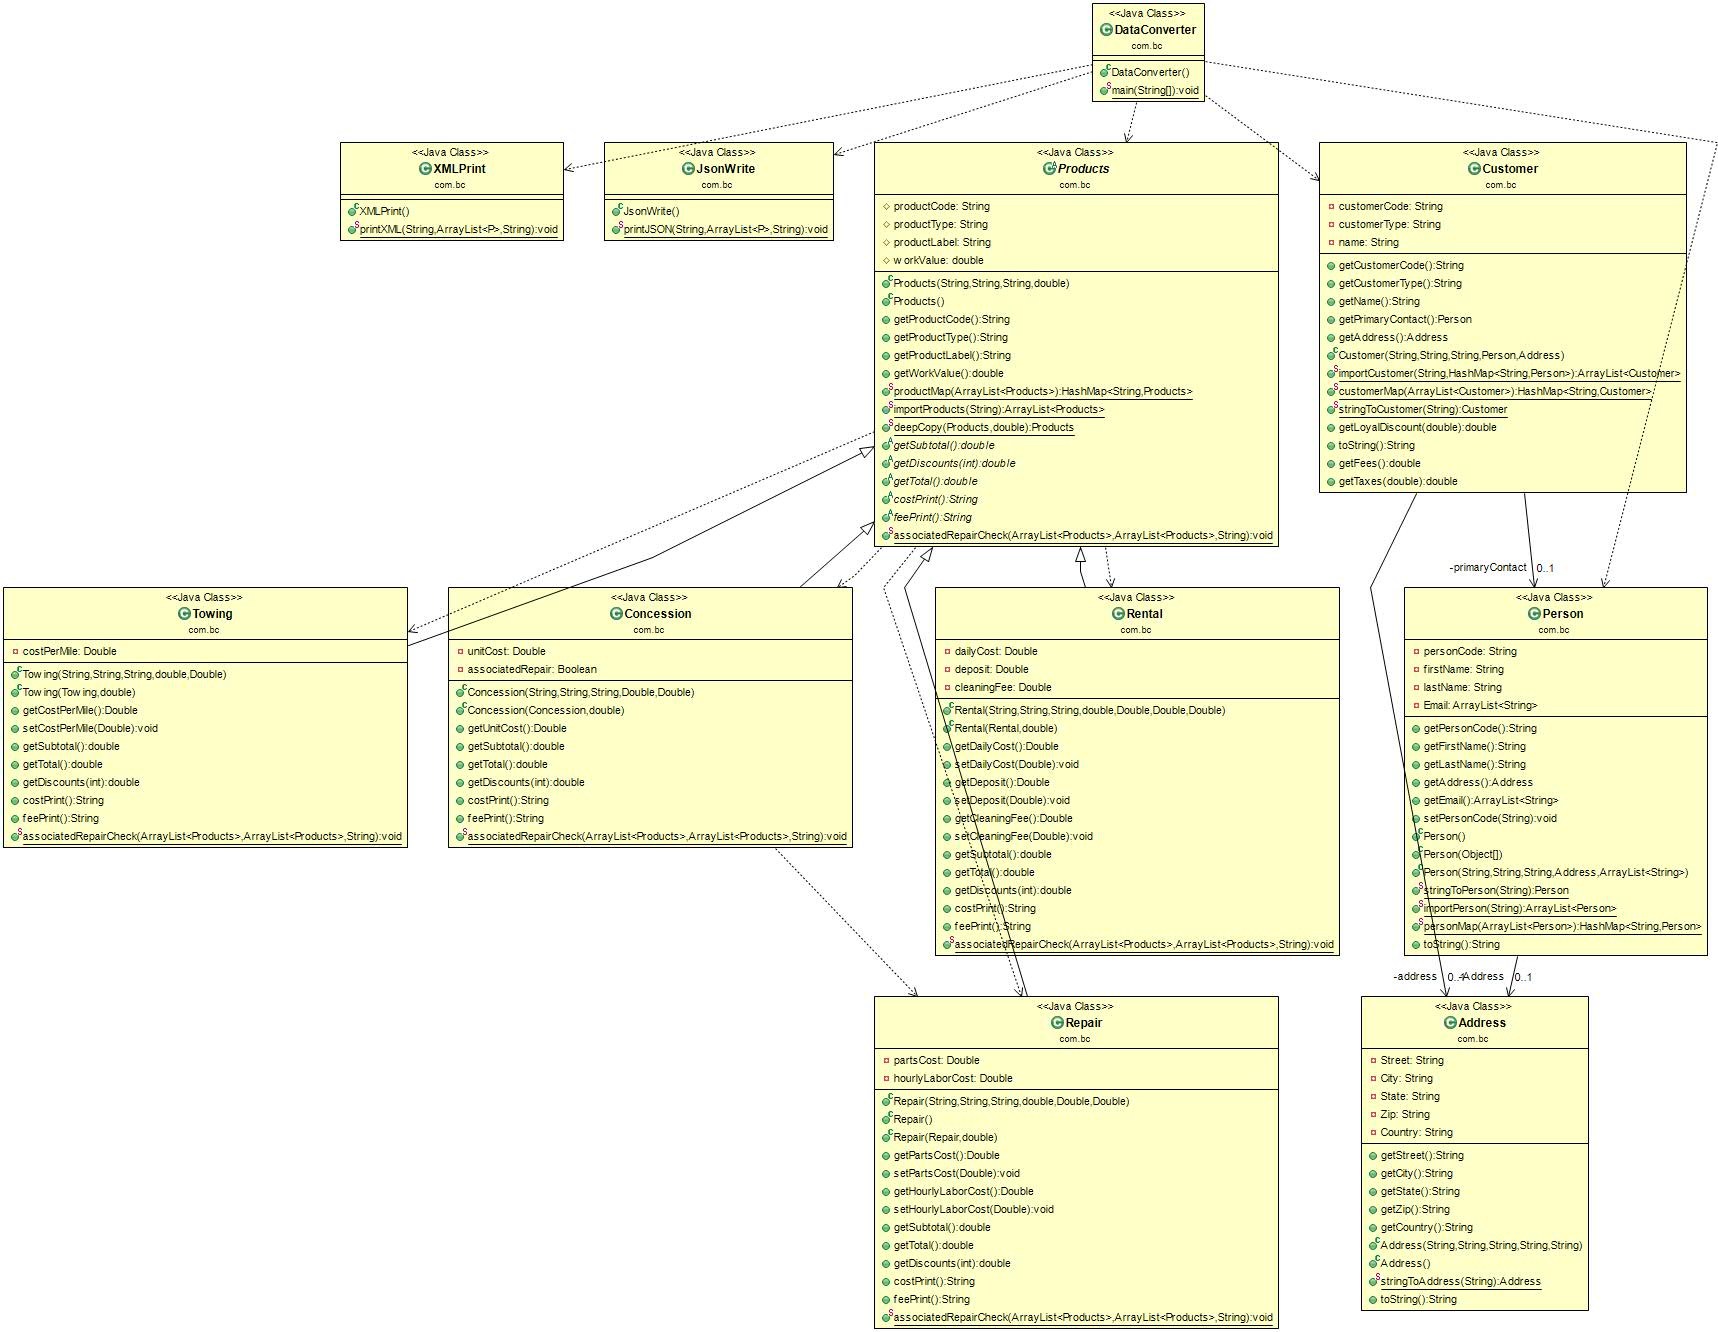 <<Java Class>>
DataConverter
com.bc
DataConverter()
main(String[]):void
<<Java Class>>
XMLPrint
com.bc
XMLPrint()
printXML(String,ArrayList<P>,String):void
<<Java Class>>
JsonWrite
com.bc
JsonWrite()
printJSON(String,ArrayList<P>,String):void
<<Java Class>>
Products
com.bc
productCode: String
productType: String
productLabel: String
workValue: double
Products(String,String,String,double)
Products()
getProductCode():String
getProductType():String
getProductLabel():String
getWorkValue():double
productMap(ArrayList<Products>):HashMap<String,Products>
importProducts(String):ArrayList<Products>
deepCopy(Products,double):Products
getSubtotal():double
getDiscounts(int):double
getTotal():double
costPrint():String
feePrint():String
associatedRepairCheck(ArrayList<Products>,ArrayList<Products>,String):void
<<Java Class>>
Customer
com.bc
customerCode: String
customerType: String
name: String
getCustomerCode():String
getCustomerType():String
getName():String
getPrimaryContact():Person
getAddress():Address
Customer(String,String,String,Person,Address)
importCustomer(String,HashMap<String,Person>):ArrayList<Customer>
customerMap(ArrayList<Customer>):HashMap<String,Customer>
stringToCustomer(String):Customer
getLoyalDiscount(double):double
toString():String
getFees():double
getTaxes(double):double
-primaryContact 0..1
<<Java Class>>
Towing
com.bc
costPerMile: Double
Towing(String,String,String,double,Double)
Towing(Towing,double)
getCostPerMile():Double
setCostPerMile(Double):void
getSubtotal():double
getTotal():double
getDiscounts(int):double
costPrint():String
feePrint():String
associatedRepairCheck(ArrayList<Products>,ArrayList<Products>,String):void
<<Java Class>>
Concession
com.bc
unitCost: Double
associatedRepair: Boolean
Concession(String,String,String,Double,Double)
Concession(Concession,double)
getUnitCost():Double
getSubtotal():double
getTotal():double
getDiscounts(int):double
costPrint():String
feePrint():String
associatedRepairCheck(ArrayList<Products>,ArrayList<Products>,String):void
<<Java Class>>
Rental
com.bc
dailyCost: Double
deposit: Double
cleaningFee: Double
Rental(String,String,String,double,Double,Double,Double)
Rental(Rental,double)
getDailyCost():Double
setDailyCost(Double):void
getDeposit():Double
setDeposit(Double):void
getCleaningFee():Double
setCleaningFee(Double):void
getSubtotal():double
getTotal():double
getDiscounts(int):double
costPrint():String
feePrint():String
associatedRepairCheck(ArrayList<Products>,ArrayList<Products>,String):void
<<Java Class>>
Person
com.bc
personCode: String
firstName: String
lastName: String
Email: ArrayList<String>
getPersonCode():String
getFirstName():String
getLastName():String
getAddress():Address
getEmail():ArrayList<String>
setPersonCode(String):void
Person()
Person(Object[])
Person(String,String,String,Address,ArrayList<String>)
stringToPerson(String):Person
importPerson(String):ArrayList<Person>
personMap(ArrayList<Person>):HashMap<String,Person>
toString():String
-address 0..1 -Address 0..1
<<Java Class>>
Repair
com.bc
partsCost: Double
hourlyLaborCost: Double
Repair(String,String,String,double,Double,Double)
Repair()
Repair(Repair,double)
getPartsCost():Double
setPartsCost(Double):void
getHourlyLaborCost():Double
setHourlyLaborCost(Double):void
getSubtotal():double
getTotal():double
getDiscounts(int):double
costPrint():String
feePrint():String
associatedRepairCheck(ArrayList<Products>,ArrayList<Products>,String):void
<<Java Class>>
Address
com.bc
Street: String
City: String
State: String
Zip: String
Country: String
getStreet():String
getCity():String
getState():String
getZip():String
getCountry():String
Address(String,String,String,String,String)
Address()
stringToAddress(String):Address
toString():String